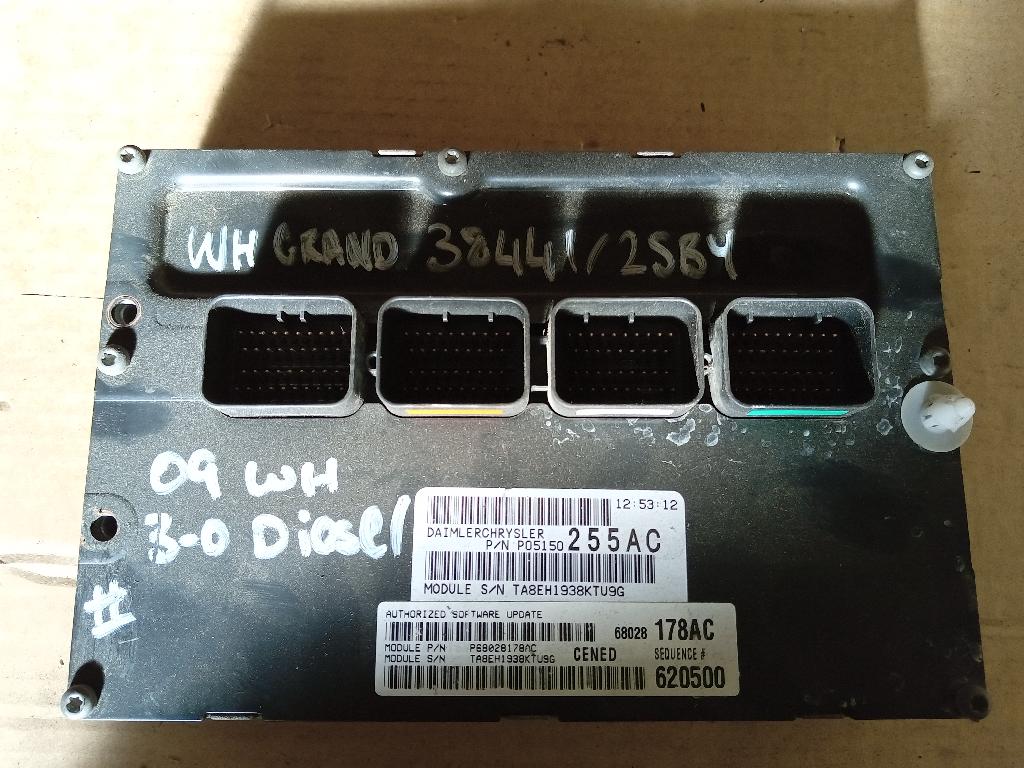 WH GRAND 38441/2SBY
09 WH
3-0 Diesel
#
12:53:12
DAIMLERCHRYSLER
P/N P05150 255AC
MODULE S/N TA8EH1938KTU9G
AUTHORIZED SOFTWARE UPDATE
68028 178AC
MODULE P/N P68028178AC
MODULE S/N TA8EH1938KTU9G CENED SEQUENCE #
620500